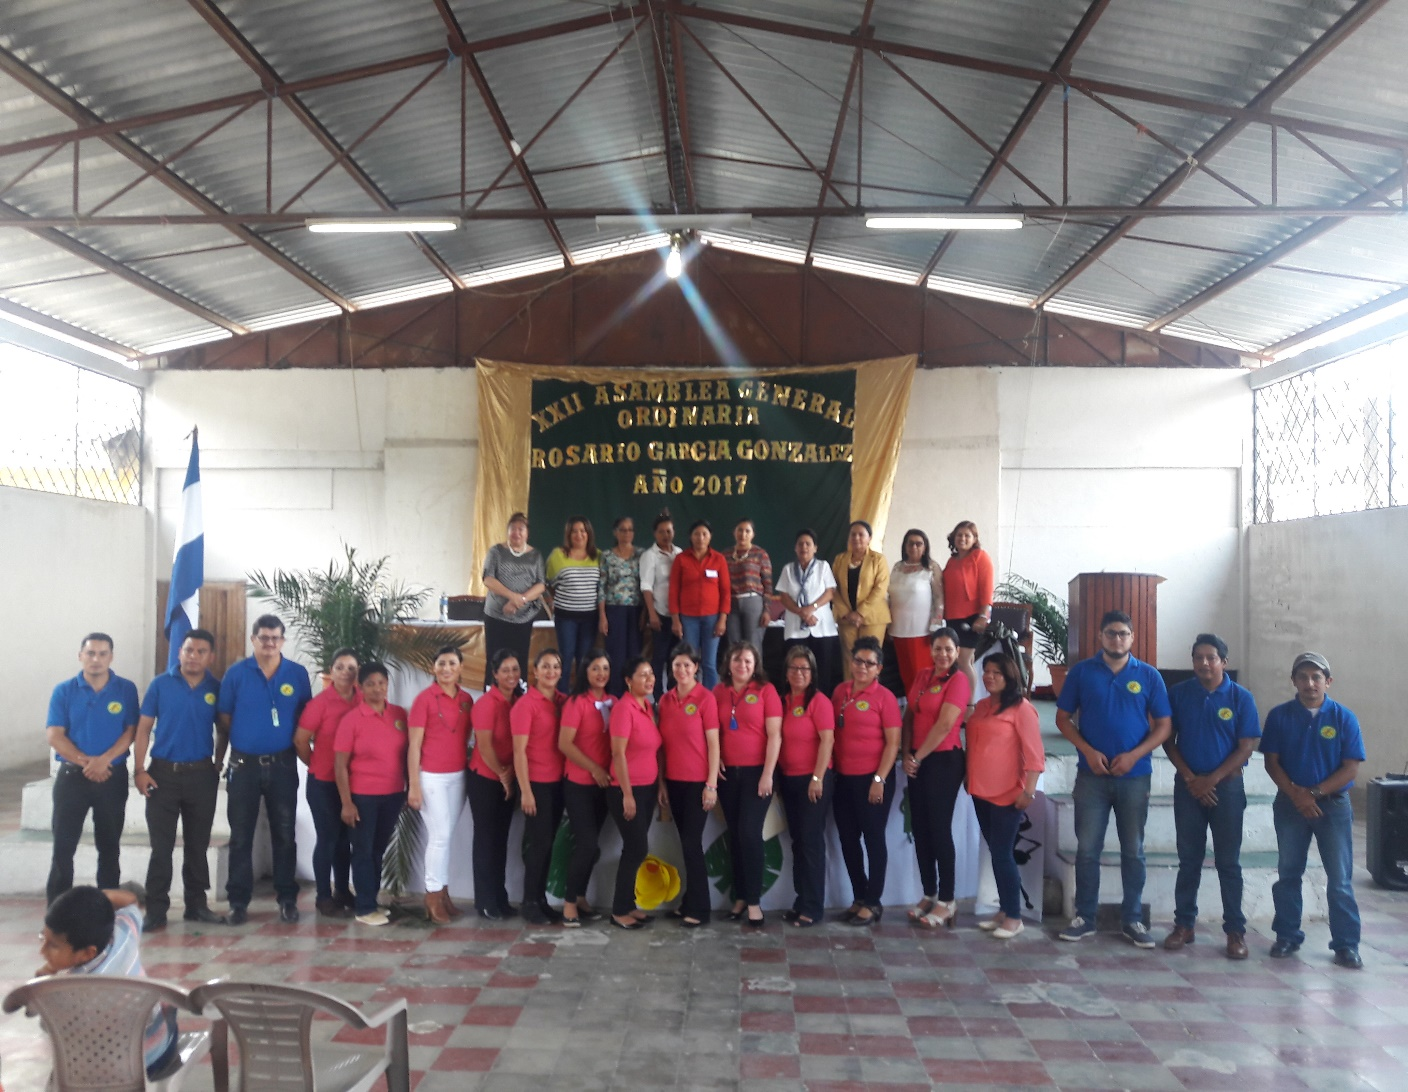 XXII ASAMBLEA GENERAL
ORDINARIA
ROSARIO GARCIA GONZALEZ
AÑO 2017